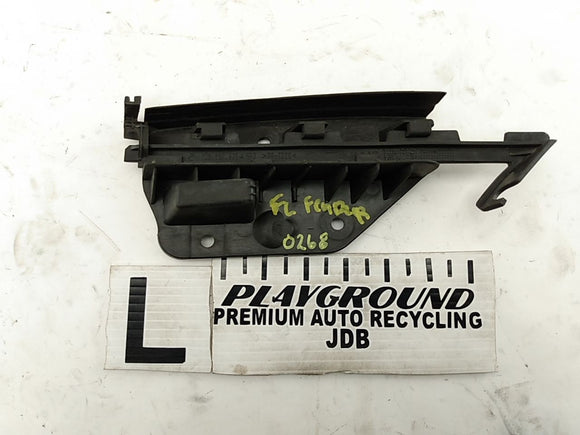 FL FENDER
0268
L
PLAYGROUND
PREMIUM AUTO RECYCLING
JDB